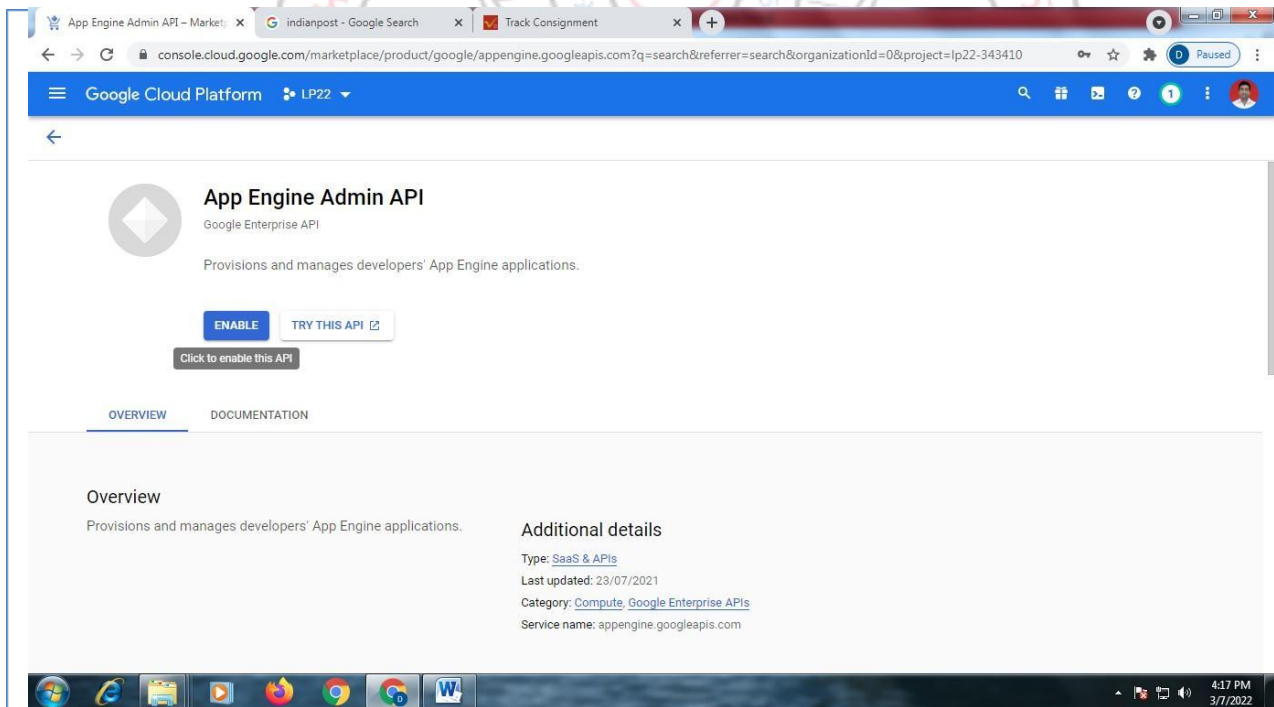 App Engine Admin API – Market
indianpost - Google Search
Track Consignment
console.cloud.google.com/marketplace/product/google/appengine.googleapis.com?q=search&referrer=search&organizationId=0&project=lp22-343410
D Paused
Google Cloud Platform LP22
1
App Engine Admin API
Google Enterprise API
Provisions and manages developers' App Engine applications.
ENABLE TRY THIS API
Click to enable this API
OVERVIEW DOCUMENTATION
Overview
Provisions and manages developers' App Engine applications.
Additional details
Type: SaaS & APIs
Last updated: 23/07/2021
Category: Compute, Google Enterprise APIs
Service name: appengine.googleapis.com
4:17 PM
3/7/2022